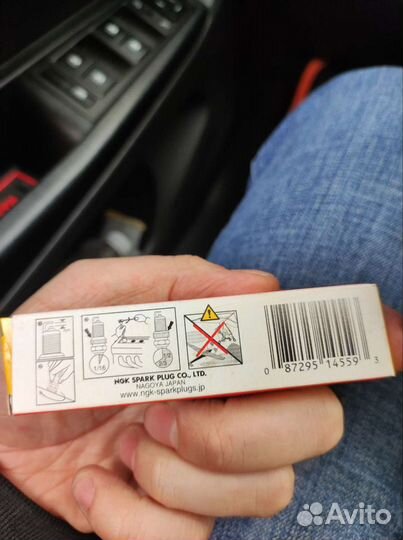 1/16
NGK SPARK PLUG CO., LTD.
NAGOYA JAPAN
www.ngk-sparkplugs.jp
0 87295 14559 3
Avito